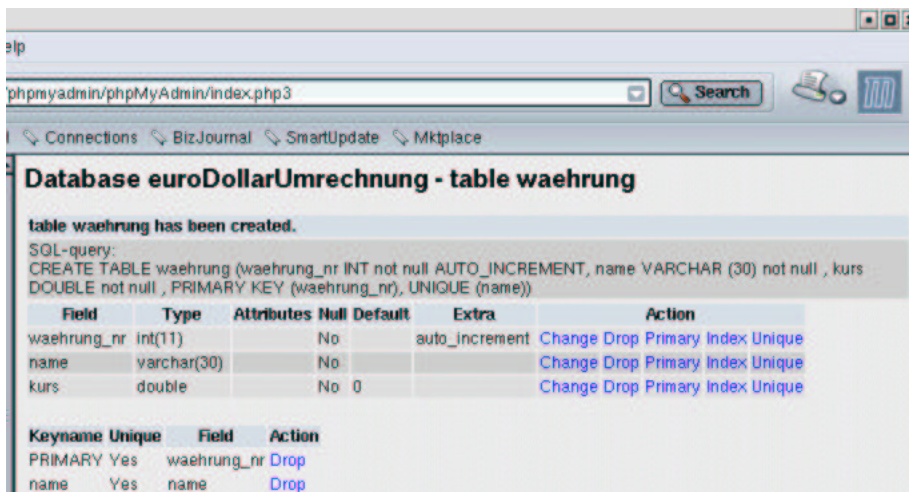 elp
/phpmyadmin/phpMyAdmin/index.php3 Search
Connections BizJournal SmartUpdate Mktplace
Database euroDollarUmrechnung - table waehrung
table waehrung has been created.
SQL-query:
CREATE TABLE waehrung (waehrung_nr INT not null AUTO_INCREMENT, name VARCHAR (30) not null , kurs
DOUBLE not null , PRIMARY KEY (waehrung_nr), UNIQUE (name))
Field Type Attributes Null Default Extra Action
waehrung_nr int(11) No auto_increment Change Drop Primary Index Unique
name varchar(30) No Change Drop Primary Index Unique
kurs double No 0 Change Drop Primary Index Unique
Keyname Unique Field Action
PRIMARY Yes waehrung_nr Drop
name Yes name Drop